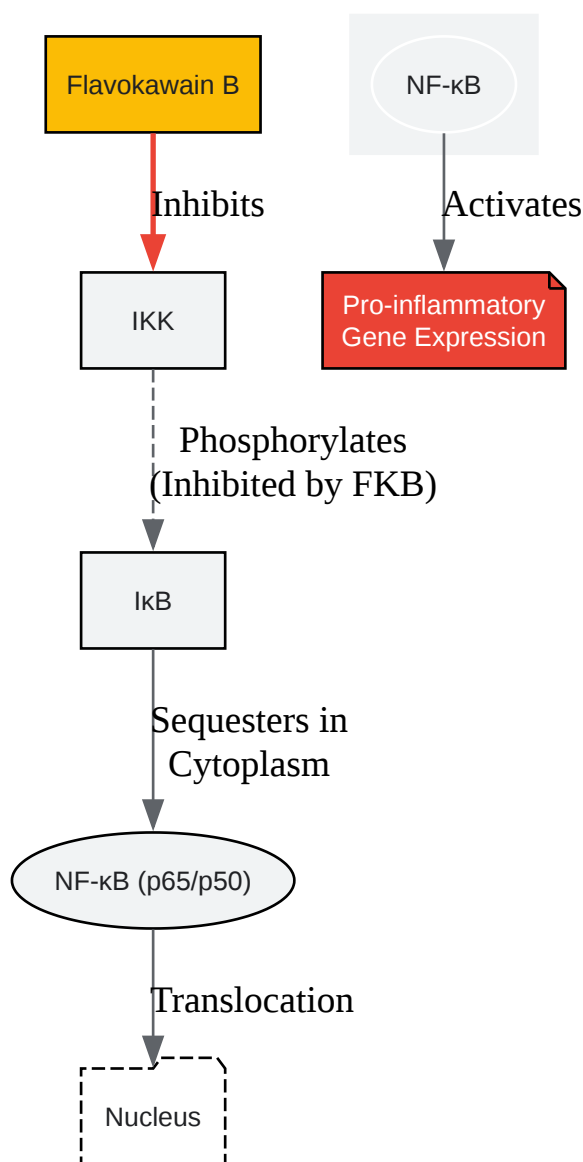 Flavokawain B
NF-κB
Inhibits
Activates
IKK
Pro-inflammatory
Gene Expression
Phosphorylates
(Inhibited by FKB)
IκB
Sequesters in
Cytoplasm
NF-κB (p65/p50)
Translocation
Nucleus